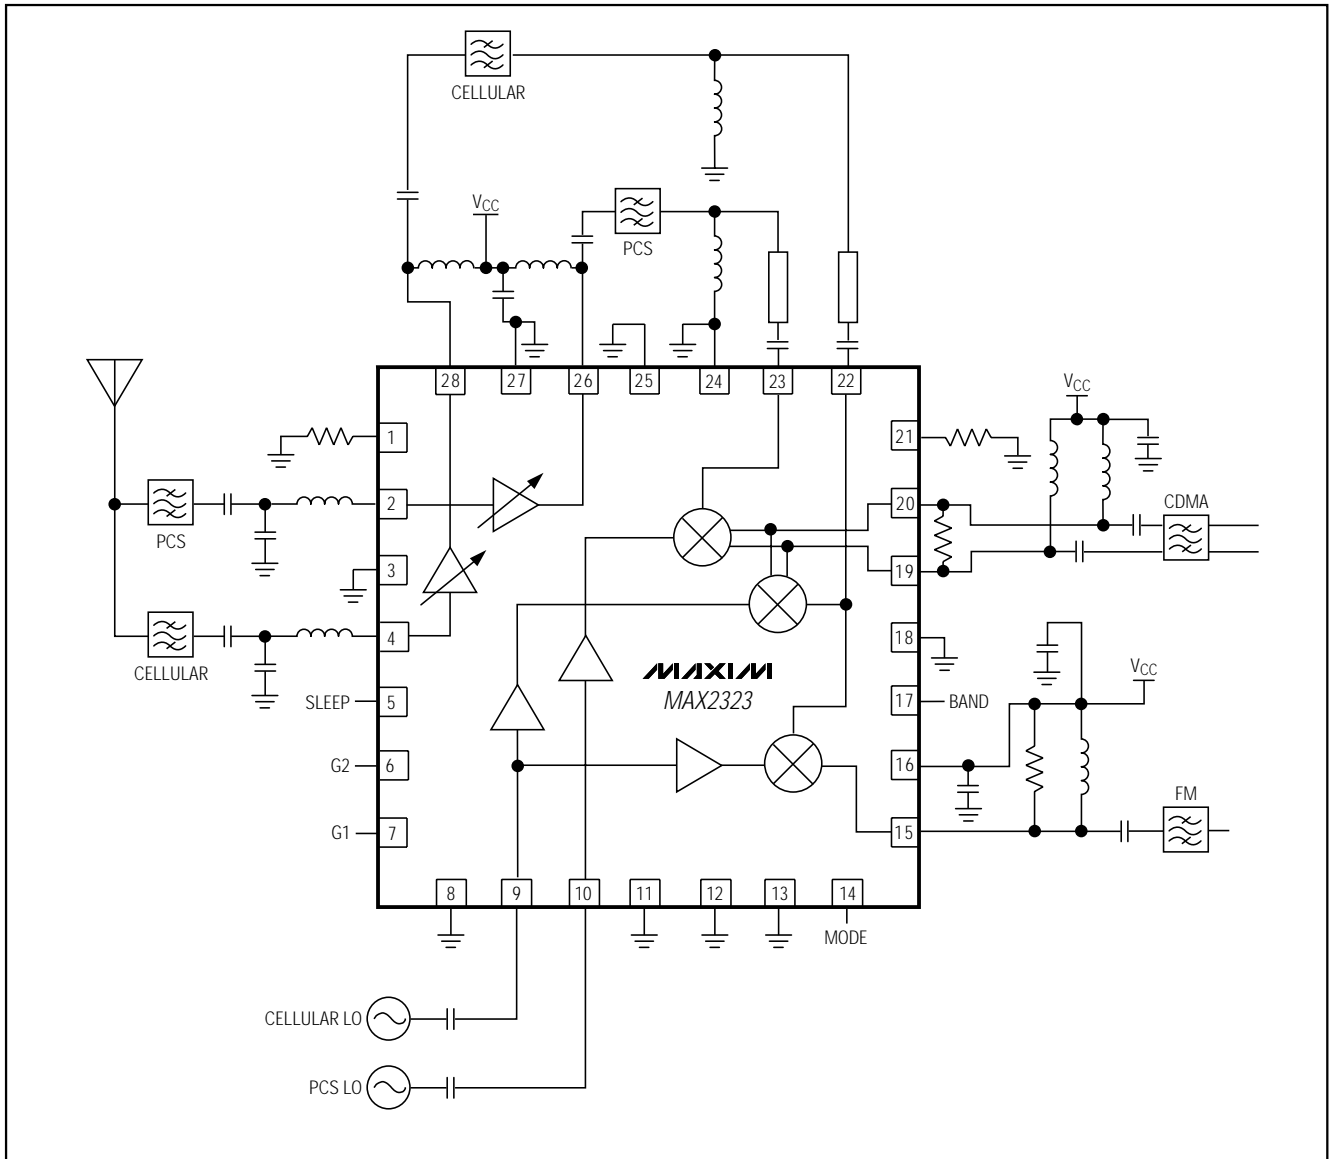 CELLULAR
VCC
PCS
28
27
26
25
24
23
22
VCC
1
21
2
20
CDMA
PCS
3
19
4
18
CELLULAR
MAXIM
MAX2323
VCC
SLEEP
5
17
BAND
G2
6
16
FM
G1
7
15
8
9
10
11
12
13
14
MODE
CELLULAR LO
PCS LO